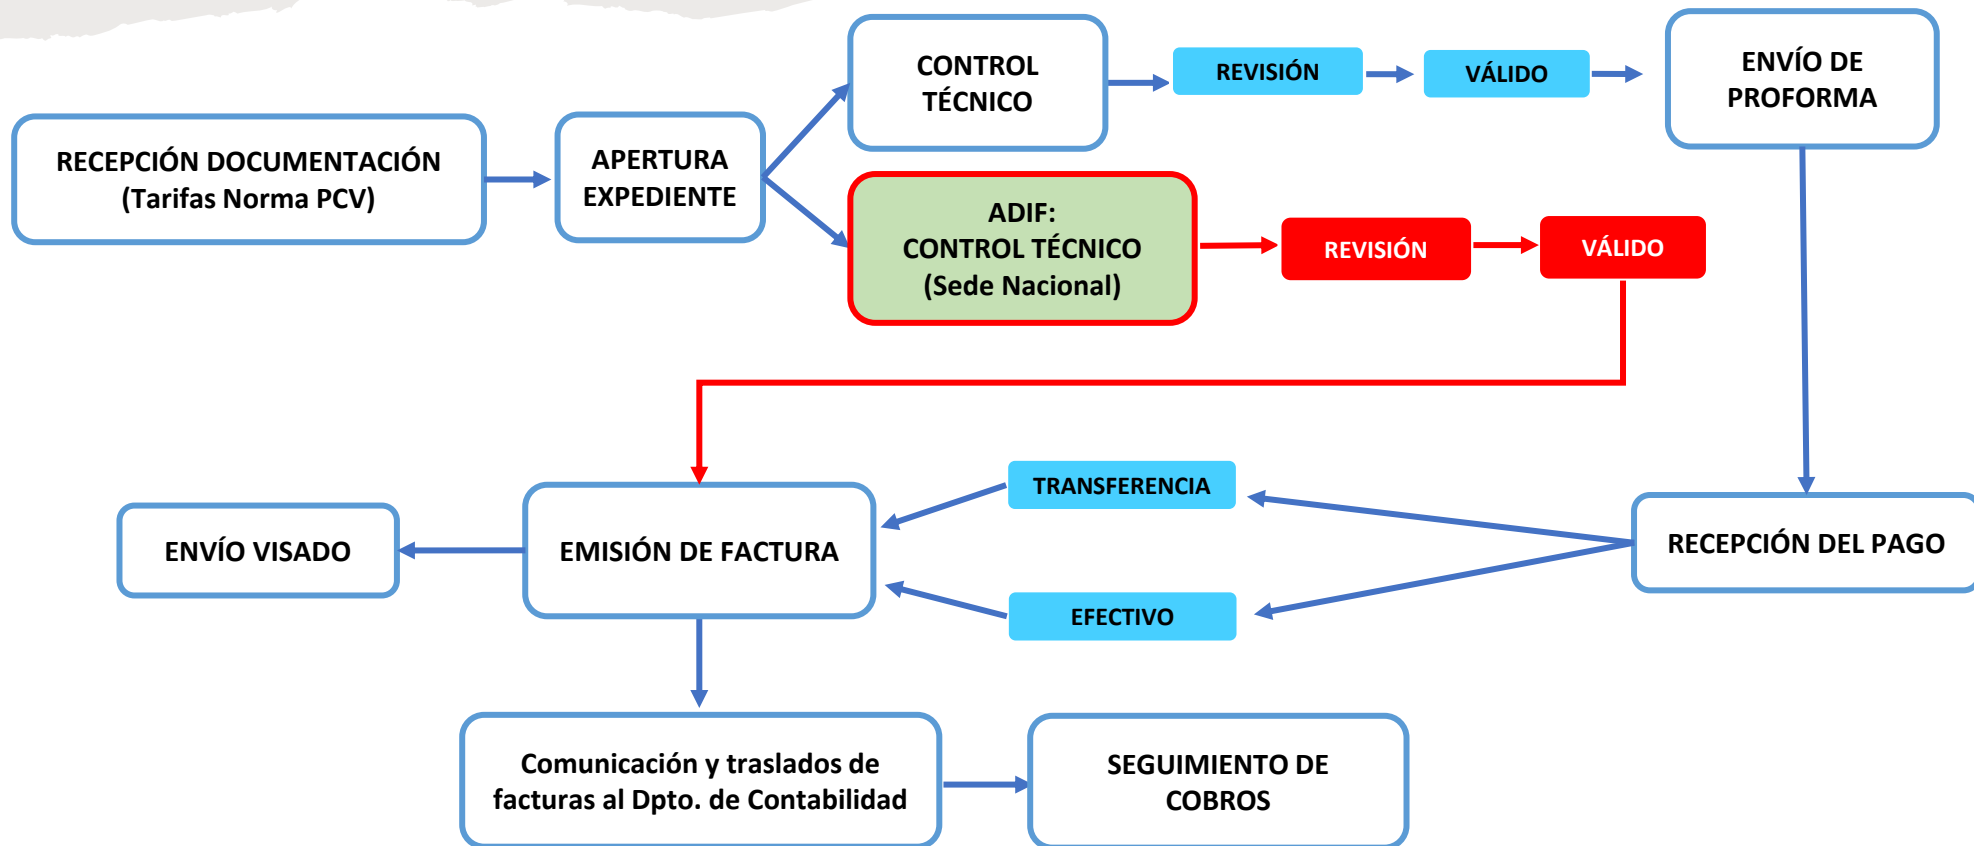 RECEPCIÓN DOCUMENTACIÓN
(Tarifas Norma PCV)
APERTURA
EXPEDIENTE
CONTROL
TÉCNICO
REVISIÓN
VÁLIDO
ENVÍO DE
PROFORMA
ADIF:
CONTROL TÉCNICO
(Sede Nacional)
REVISIÓN
VÁLIDO
RECEPCIÓN DEL PAGO
TRANSFERENCIA
EFECTIVO
EMISIÓN DE FACTURA
ENVÍO VISADO
Comunicación y traslados de
facturas al Dpto. de Contabilidad
SEGUIMIENTO DE
COBROS